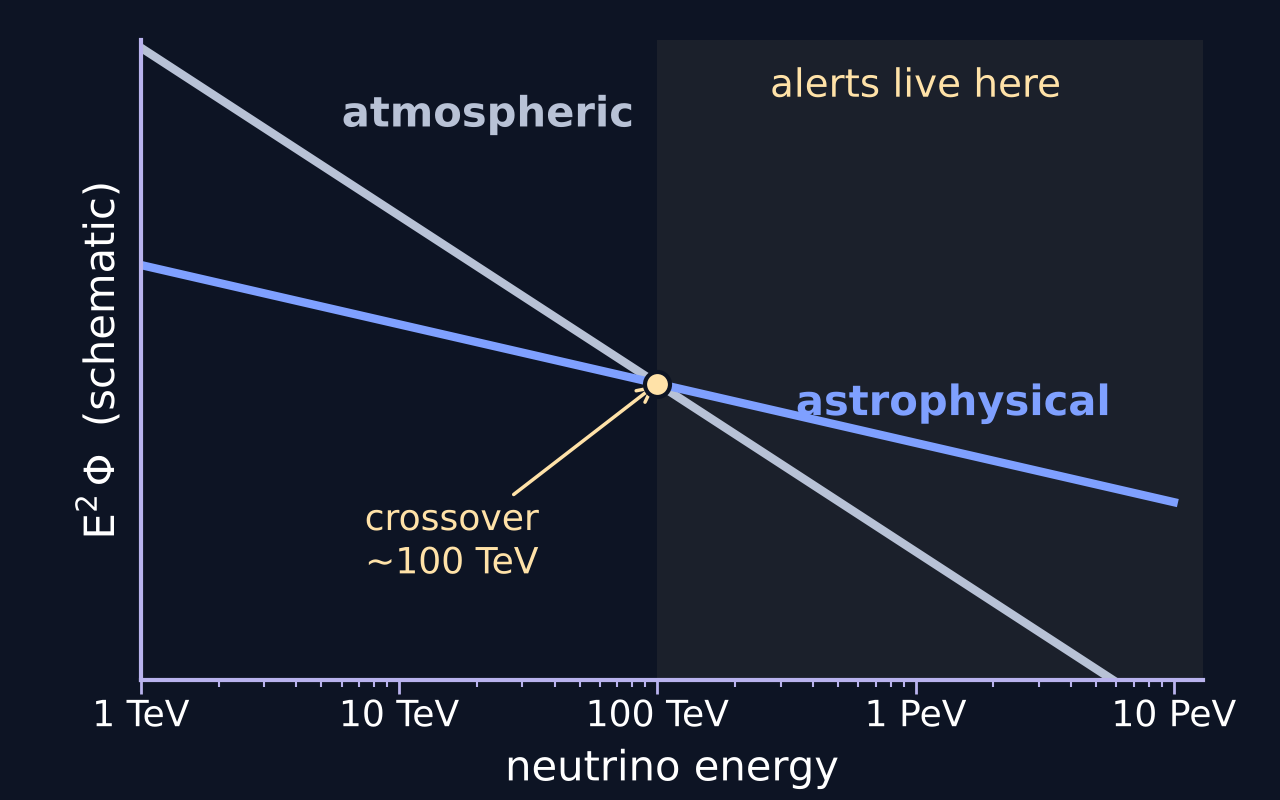 alerts live here
atmospheric
astrophysical
crossover
~100 TeV
E² Φ (schematic)
1 TeV
10 TeV
100 TeV
1 PeV
10 PeV
neutrino energy